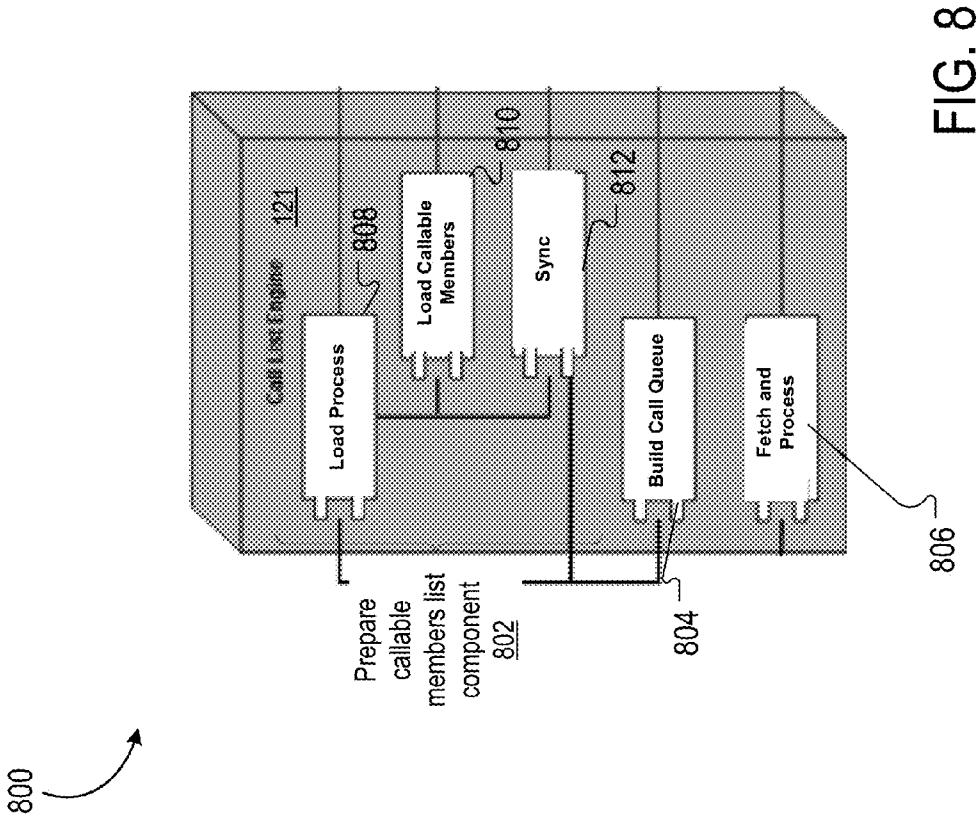 800
Call List Engine 121
Load Process
808
Load Callable
Members
810
Sync
812
Prepare
callable
members list
component
802
Build Call Queue
804
Fetch and
Process
806
FIG. 8